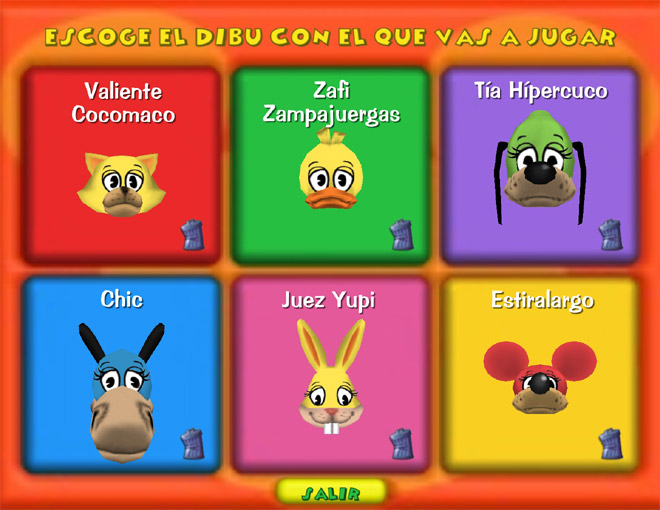 ESCOGE EL DIBU CON EL QUE VAS A JUGAR
Valiente
Cocomaco
Zafi
Zampajuergas
Tía Hípercuco
Chic
Juez Yupi
Estiralargo
SALIR